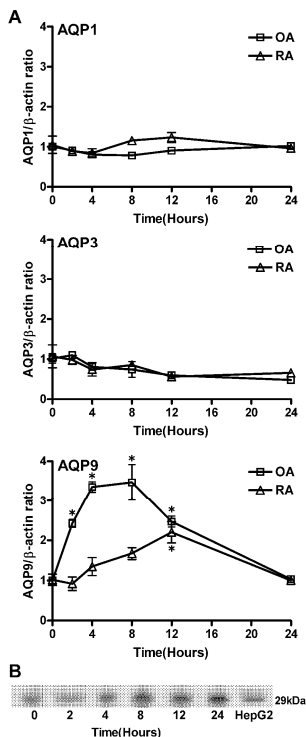 A
AQP1
OA
RA
AQP1/β-actin ratio
4
3
2
1
0
0 4 8 12 16 20 24
Time(Hours)
AQP3
OA
RA
AQP3/β-actin ratio
4
3
2
1
0
0 4 8 12 16 20 24
Time(Hours)
AQP9
OA
RA
AQP9/β-actin ratio
4
3
2
1
0
* * * * *
0 4 8 12 16 20 24
Time(Hours)
B
29kDa
0 2 4 8 12 24 HepG2
Time(Hours)